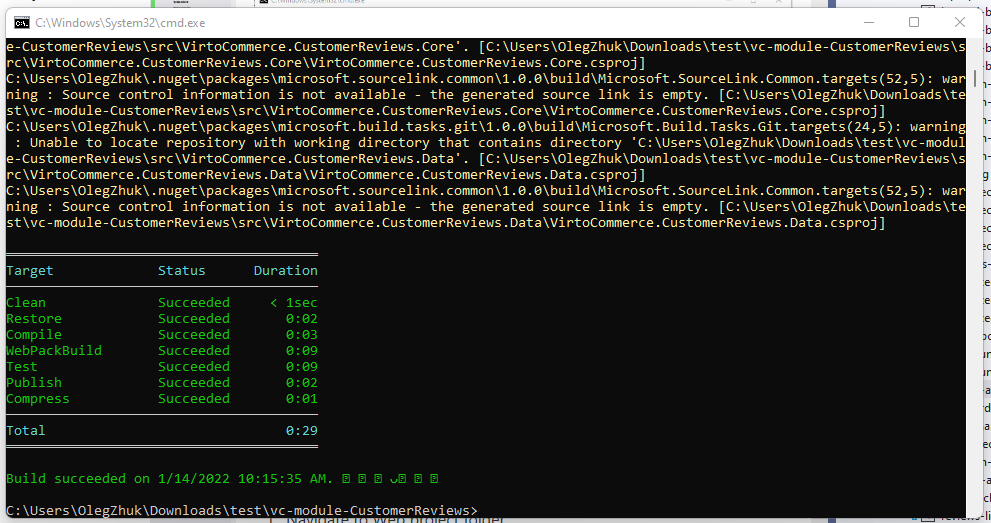 C:\Windows\System32\cmd.exe
e-CustomerReviews\src\VirtoCommerce.CustomerReviews.Core'. [C:\Users\OlegZhuk\Downloads\test\vc-module-CustomerReviews\s
rc\VirtoCommerce.CustomerReviews.Core\VirtoCommerce.CustomerReviews.Core.csproj]
C:\Users\OlegZhuk\.nuget\packages\microsoft.sourcelink.common\1.0.0\build\Microsoft.SourceLink.Common.targets(52,5): war
ning : Source control information is not available - the generated source link is empty. [C:\Users\OlegZhuk\Downloads\te
st\vc-module-CustomerReviews\src\VirtoCommerce.CustomerReviews.Core\VirtoCommerce.CustomerReviews.Core.csproj]
C:\Users\OlegZhuk\.nuget\packages\microsoft.build.tasks.git\1.0.0\build\Microsoft.Build.Tasks.Git.targets(24,5): warning
 : Unable to locate repository with working directory that contains directory 'C:\Users\OlegZhuk\Downloads\test\vc-modul
e-CustomerReviews\src\VirtoCommerce.CustomerReviews.Data'. [C:\Users\OlegZhuk\Downloads\test\vc-module-CustomerReviews\s
rc\VirtoCommerce.CustomerReviews.Data\VirtoCommerce.CustomerReviews.Data.csproj]
C:\Users\OlegZhuk\.nuget\packages\microsoft.sourcelink.common\1.0.0\build\Microsoft.SourceLink.Common.targets(52,5): war
ning : Source control information is not available - the generated source link is empty. [C:\Users\OlegZhuk\Downloads\te
st\vc-module-CustomerReviews\src\VirtoCommerce.CustomerReviews.Data\VirtoCommerce.CustomerReviews.Data.csproj]
Target Status Duration
Clean Succeeded < 1sec
Restore Succeeded 0:02
Compile Succeeded 0:03
WebPackBuild Succeeded 0:09
Test Succeeded 0:09
Publish Succeeded 0:02
Compress Succeeded 0:01
Total 0:29
Build succeeded on 1/14/2022 10:15:35 AM.
C:\Users\OlegZhuk\Downloads\test\vc-module-CustomerReviews>